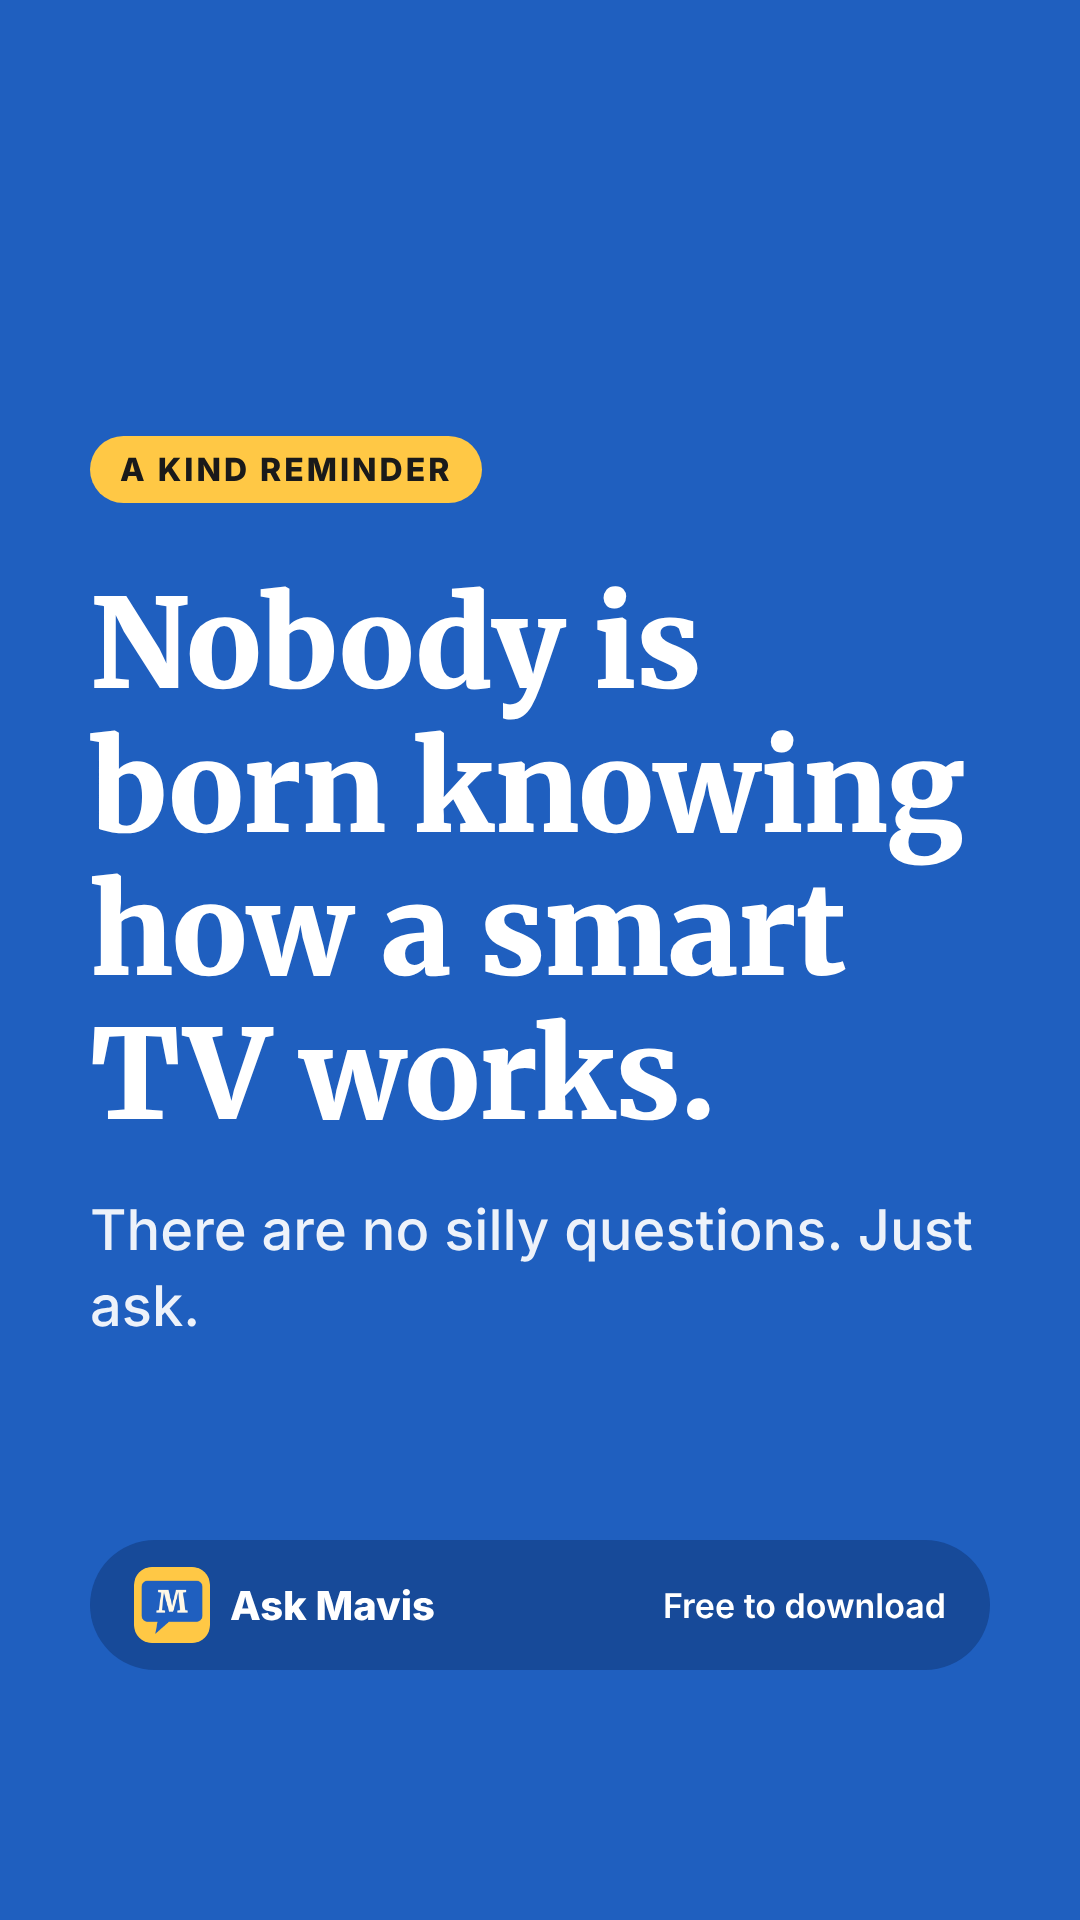 A KIND REMINDER
Nobody is
born knowing
how a smart
TV works.
There are no silly questions. Just
ask.
M
Ask Mavis
Free to download